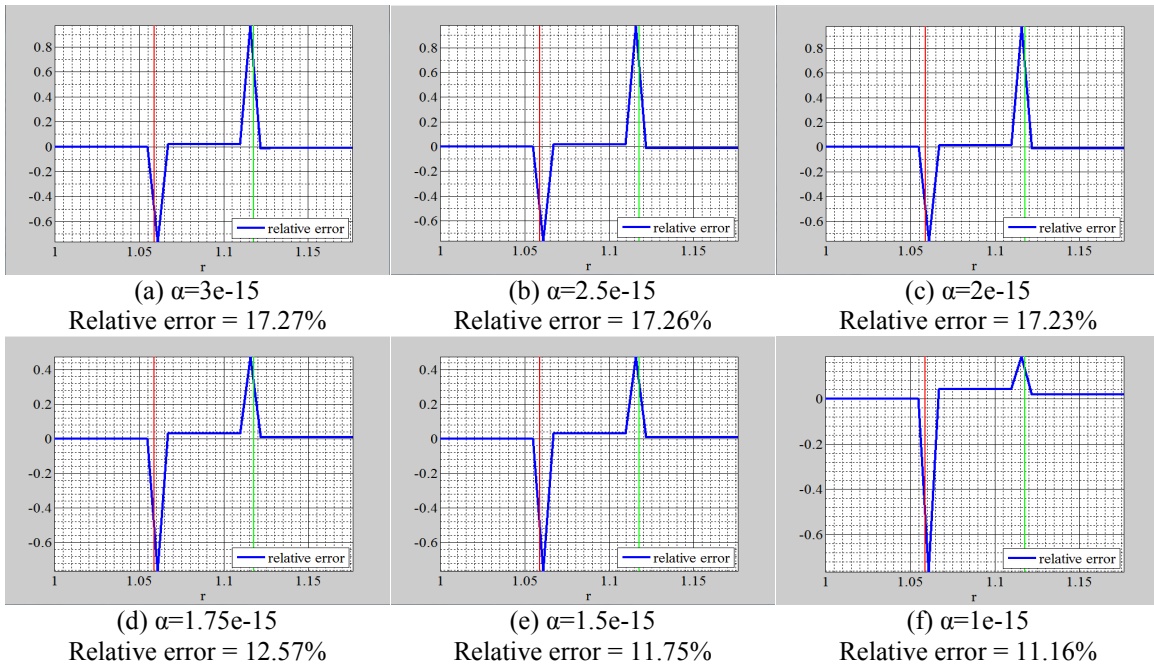 0.8
0.6
0.4
0.2
0
-0.2
-0.4
-0.6
relative error
1 1.05 1.1 1.15
r
(a) α=3e-15
Relative error = 17.27%
0.8
0.6
0.4
0.2
0
-0.2
-0.4
-0.6
relative error
1 1.05 1.1 1.15
r
(b) α=2.5e-15
Relative error = 17.26%
0.8
0.6
0.4
0.2
0
-0.2
-0.4
-0.6
relative error
1 1.05 1.1 1.15
r
(c) α=2e-15
Relative error = 17.23%
0.4
0.2
0
-0.2
-0.4
-0.6
relative error
1 1.05 1.1 1.15
r
(d) α=1.75e-15
Relative error = 12.57%
0.4
0.2
0
-0.2
-0.4
-0.6
relative error
1 1.05 1.1 1.15
r
(e) α=1.5e-15
Relative error = 11.75%
0
-0.2
-0.4
-0.6
relative error
1 1.05 1.1 1.15
r
(f) α=1e-15
Relative error = 11.16%